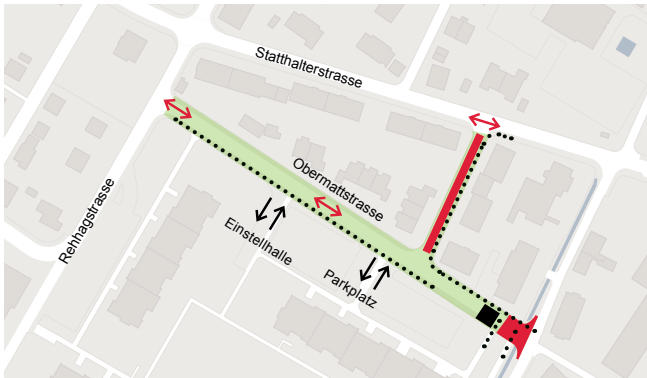 Statthalterstrasse
Obermattstrasse
Rehhagstrasse
Einstellhalle
Parkplatz